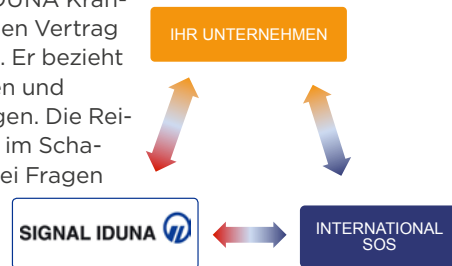 DUNA Kran-
en Vertrag
. Er bezieht
en und
gen. Die Rei-
im Scha-
ei Fragen
IHR UNTERNEHMEN
SIGNAL IDUNA
INTERNATIONAL
SOS